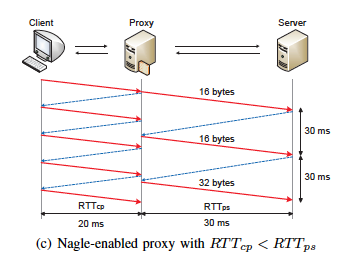 Client Proxy Server
16 bytes
16 bytes
30 ms
32 bytes
30 ms
RTTcp RTTps
20 ms 30 ms
(c) Nagle-enabled proxy with RTTcp < RTTps